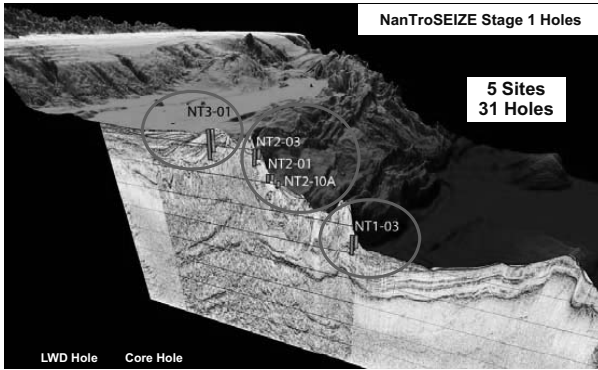 NanTroSEIZE Stage 1 Holes
5 Sites
31 Holes
NT3-01
NT2-03
NT2-01
NT2-10A
NT1-03
LWD Hole Core Hole